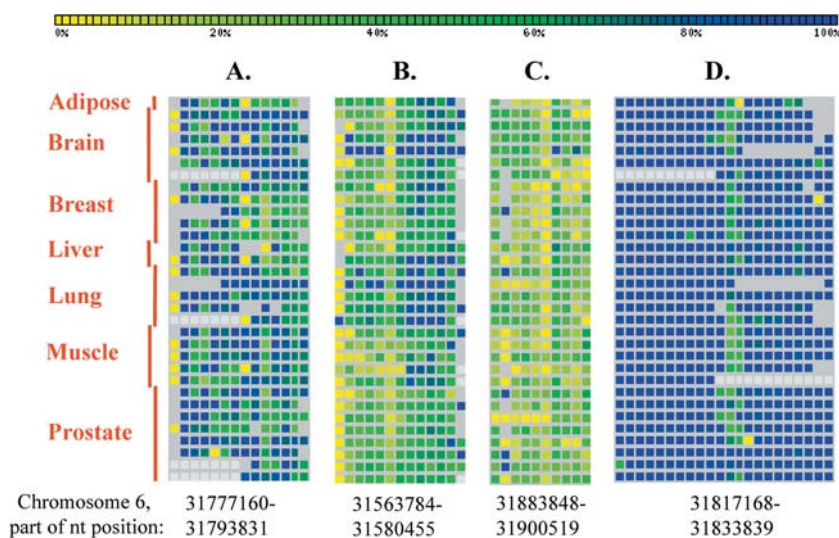 0% 20% 40% 60% 80% 100%
A. B. C. D.
Adipose
Brain
Breast
Liver
Lung
Muscle
Prostate
Chromosome 6, 31777160- 31563784- 31883848- 31817168-
part of nt position: 31793831 31580455 31900519 31833839